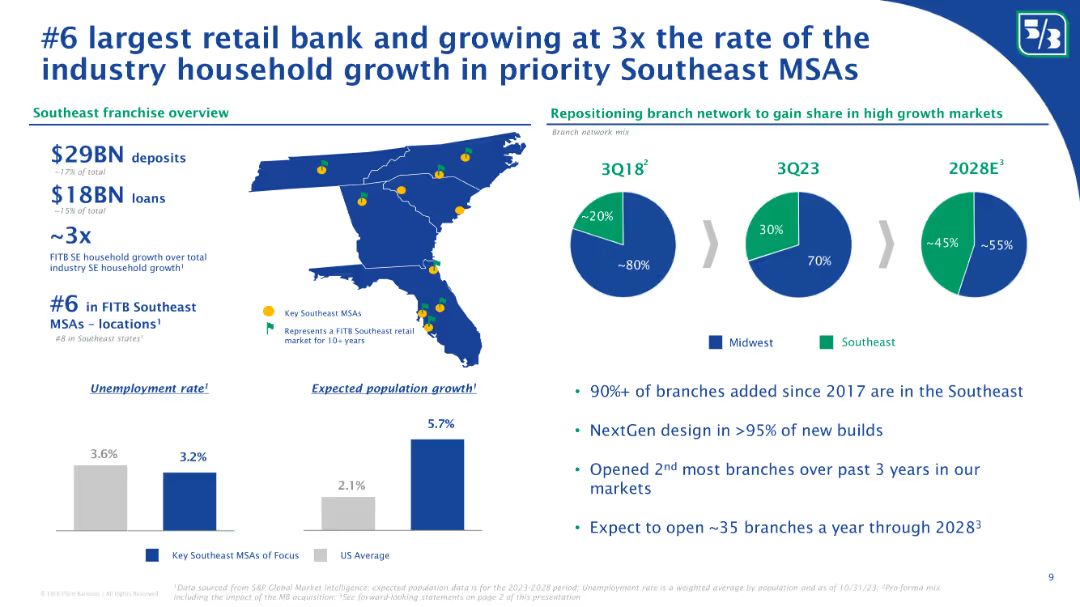 #6 largest retail bank and growing at 3x the rate of the
industry household growth in priority Southeast MSAs
5/3
Southeast franchise overview
$29BN deposits
~17% of total
$18BN loans
~15% of total
~3x
FITB SE household growth over total
industry SE household growth¹
#6 in FITB Southeast
MSAs – locations¹
#8 in Southeast states¹
Key Southeast MSAs
Represents a FITB Southeast retail
market for 10+ years
Unemployment rate¹
3.6%
3.2%
Expected population growth¹
2.1%
5.7%
Key Southeast MSAs of Focus
US Average
Repositioning branch network to gain share in high growth markets
Branch network mix
3Q18²
3Q23
2028E³
~20%
~80%
30%
70%
~45%
~55%
Midwest
Southeast
• 90%+ of branches added since 2017 are in the Southeast
• NextGen design in >95% of new builds
• Opened 2nd most branches over past 3 years in our
markets
• Expect to open ~35 branches a year through 2028³
9
All Rights Reserved
¹Data sourced from S&P Global Market Intelligence; expected population data is for the 2023-2028 period; Unemployment rate is a weighted average by population and as of 10/31/23; ²Pro-forma mix
including the impact of the MB acquisition; ³See forward-looking statements on page 2 of this presentation